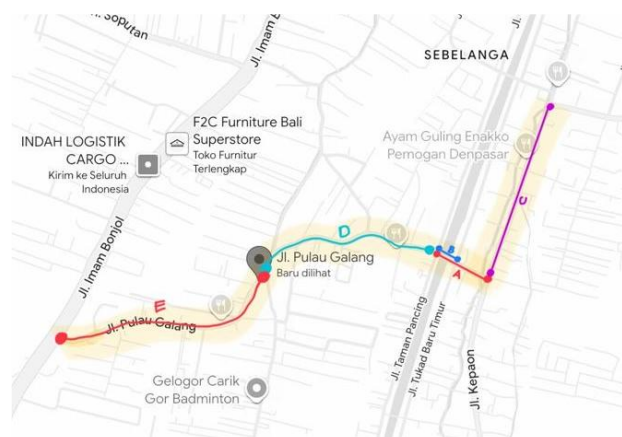 Jl. Soputan
Jl. Imam Bonjol
SEBELANGA
F2C Furniture Bali
Superstore
Toko Furnitur
Terlengkap
INDAH LOGISTIK
CARGO ...
Kirim ke Seluruh
Indonesia
Ayam Guling Enakko
Pemogan Denpasar
C
D
B
A
Jl. Pulau Galang
Baru dilihat
Jl. Imam Bonjol
E
Jl. Pulau Galang
Jl. Taman Pancing
Jl. Tukad Baru Timur
Jl. Kepaon
Gelogor Carik
Gor Badminton